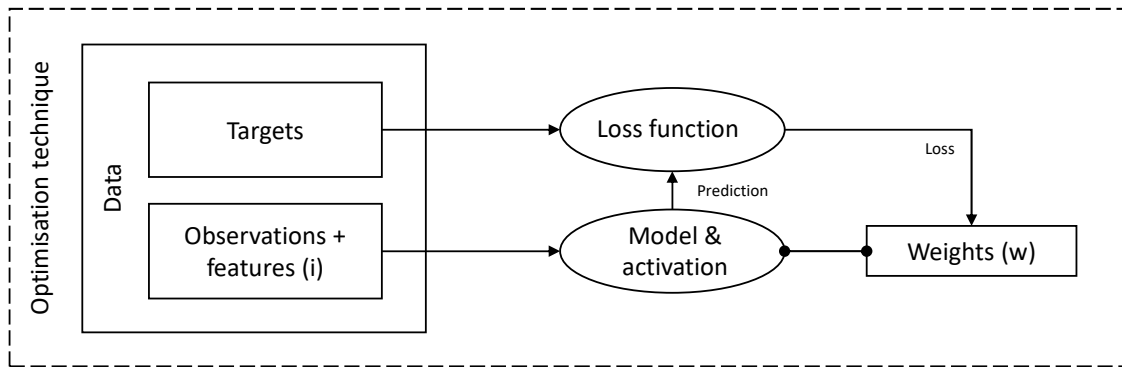 Optimisation technique
Data
Targets
Observations +
features (i)
Loss function
Prediction
Model &
activation
Loss
Weights (w)